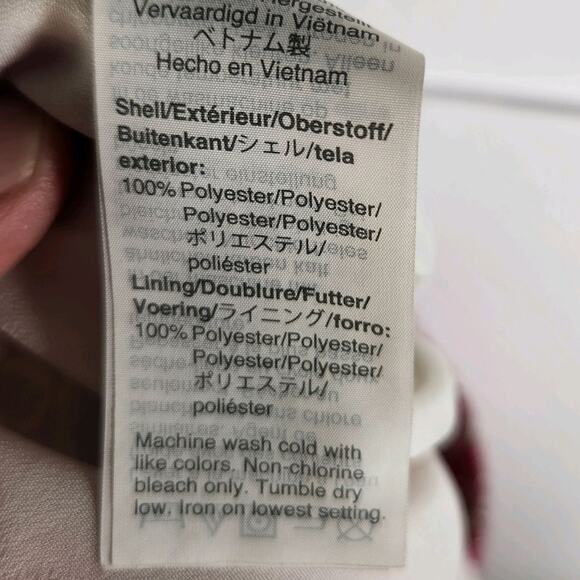 Vervaardigd in Viëtnam
ベトナム製
Hecho en Vietnam
Shell/Extérieur/Oberstoff/
Buitenkant/シェル/tela
exterior:
100% Polyester/Polyester/
Polyester/Polyester/
ポリエステル/
poliéster
Lining/Doublure/Futter/
Voering/ライニング/forro:
100% Polyester/Polyester/
Polyester/Polyester/
ポリエステル/
poliéster
Machine wash cold with
like colors. Non-chlorine
bleach only. Tumble dry
low. Iron on lowest setting.